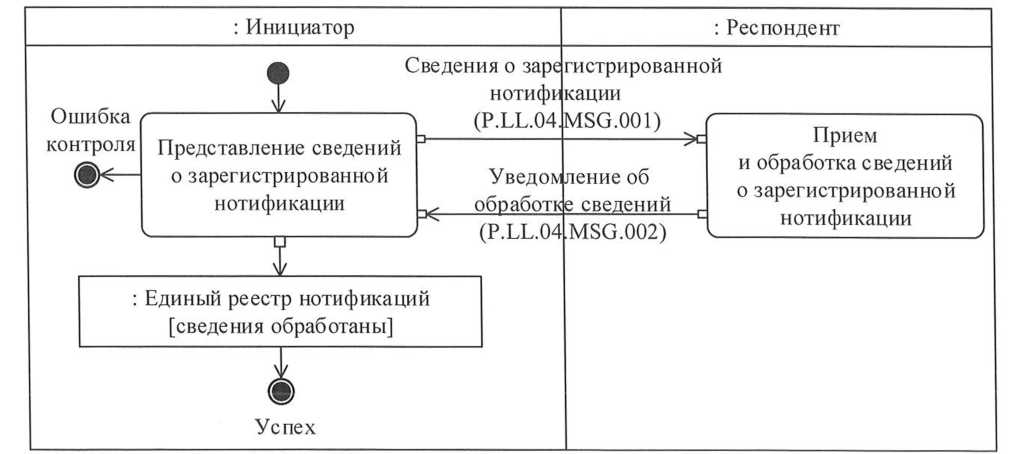 : Инициатор
: Респондент
Сведения о зарегистрированной
нотификации
(P.LL.04.MSG.001)
Ошибка
контроля
Представление сведений
о зарегистрированной
нотификации
Прием
и обработка сведений
о зарегистрированной
нотификации
Уведомление об
обработке сведений
(P.LL.04.MSG.002)
: Единый реестр нотификаций
[сведения обработаны]
Успех